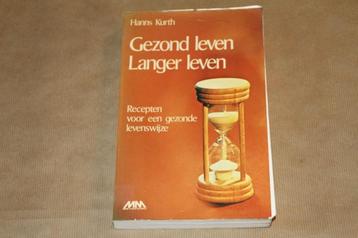 Hanns Kurth
Gezond leven
Langer leven
Recepten
voor een gezonde
levenswijze
MM